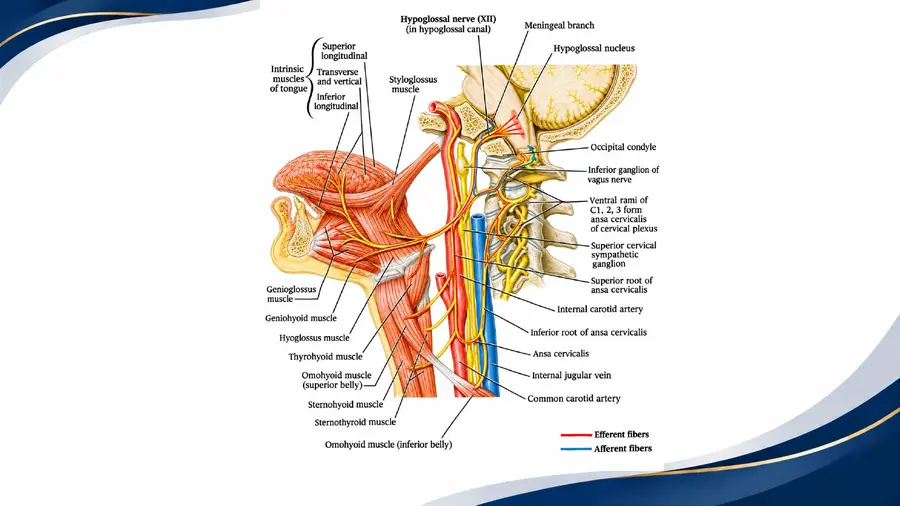 Hypoglossal nerve (XII)
(in hypoglossal canal)
Meningeal branch
Hypoglossal nucleus
Superior
longitudinal
Intrinsic
muscles
of tongue
Transverse
and vertical
Inferior
longitudinal
Styloglossus
muscle
Occipital condyle
Inferior ganglion of
vagus nerve
Ventral rami of
C1, 2, 3 form
ansa cervicalis
of cervical plexus
Superior cervical
sympathetic
ganglion
Superior root of
ansa cervicalis
Internal carotid artery
Inferior root of ansa cervicalis
Ansa cervicalis
Internal jugular vein
Common carotid artery
Genioglossus
muscle
Geniohyoid muscle
Hyoglossus muscle
Thyrohyoid muscle
Omohyoid muscle
(superior belly)
Sternohyoid muscle
Sternothyroid muscle
Omohyoid muscle (inferior belly)
Efferent fibers
Afferent fibers